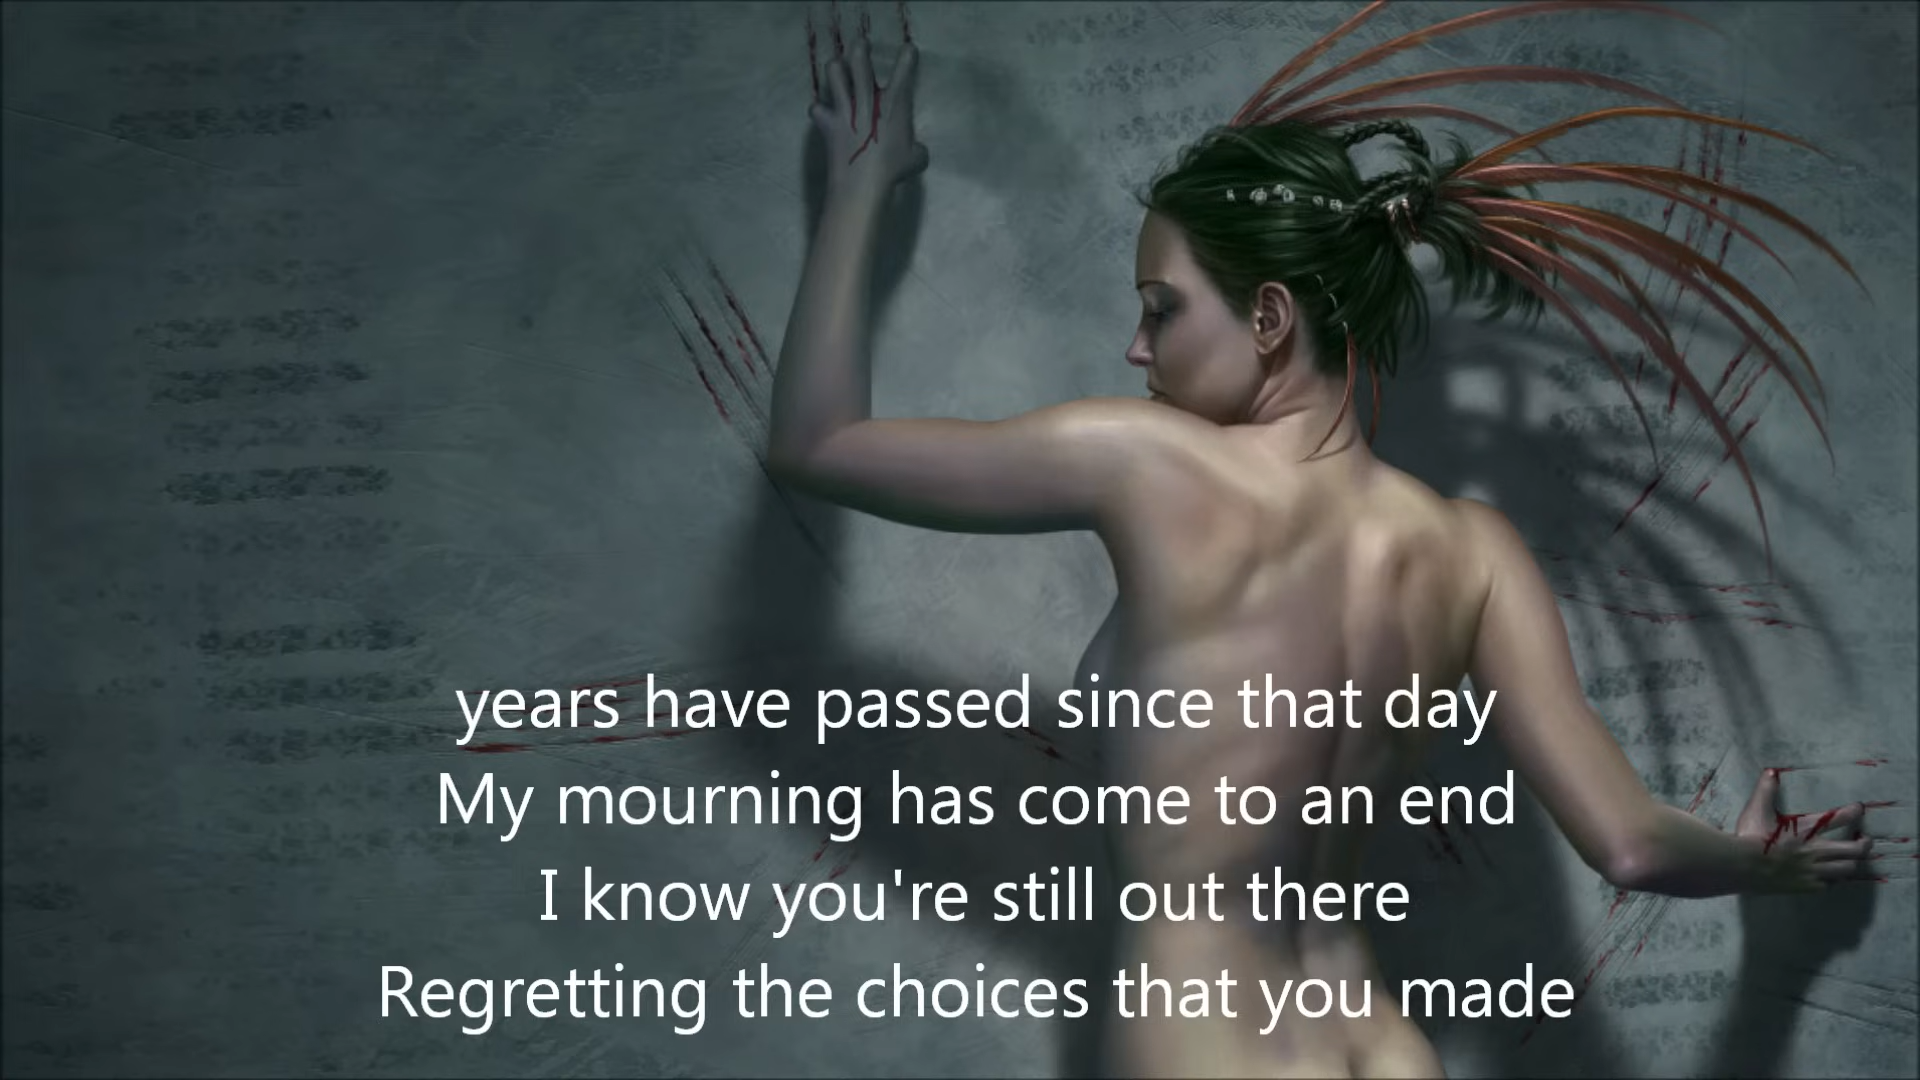 years have passed since that day
My mourning has come to an end
I know you're still out there
Regretting the choices that you made